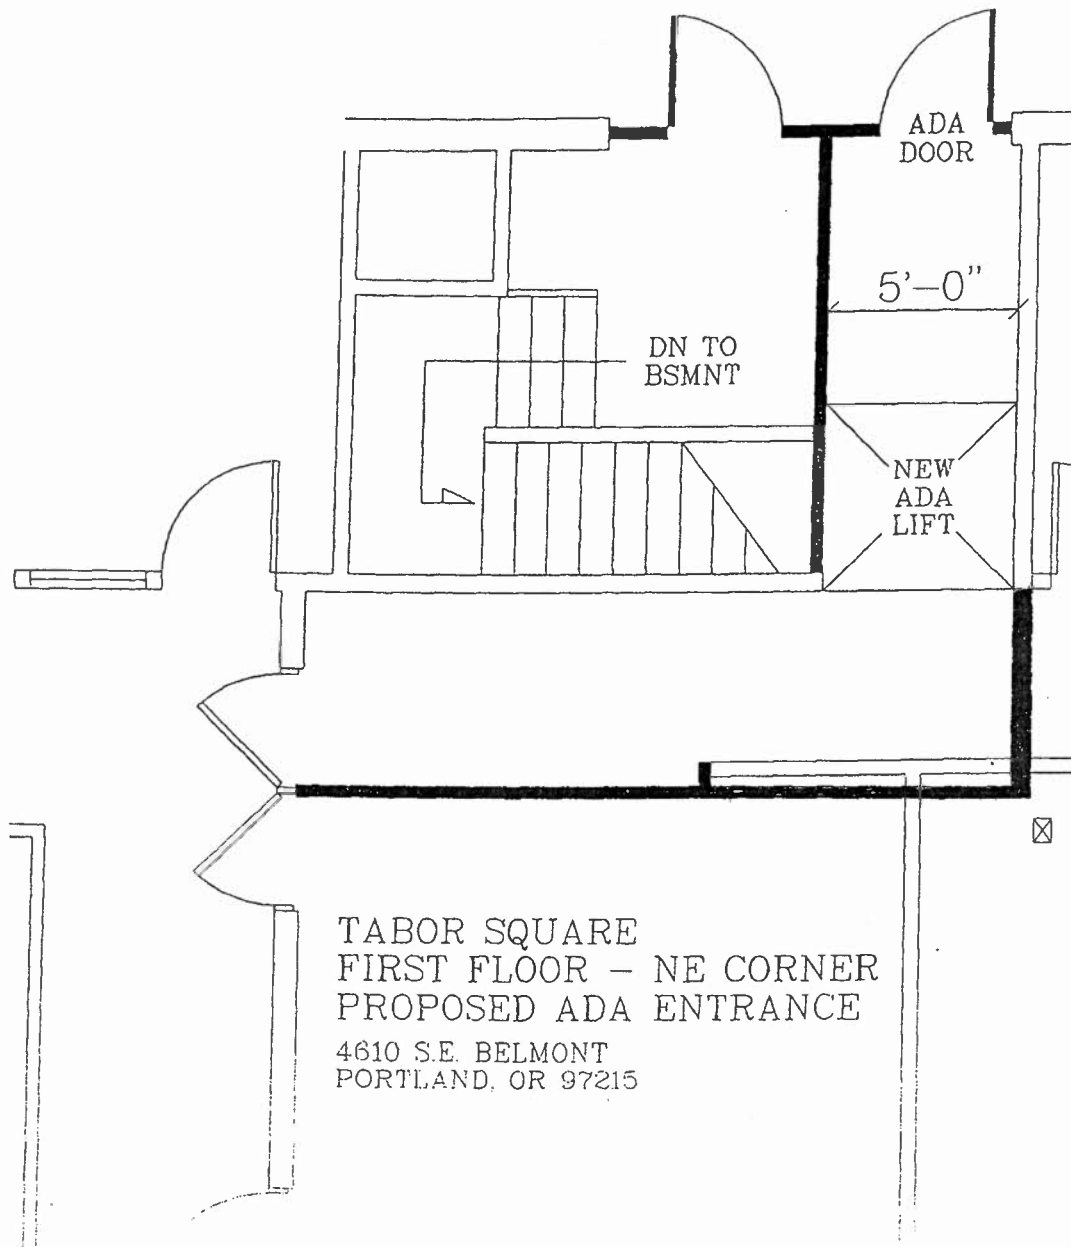 ADA
DOOR
5'-0"
DN TO
BSMNT
NEW
ADA
LIFT
TABOR SQUARE
FIRST FLOOR - NE CORNER
PROPOSED ADA ENTRANCE
4610 S.E. BELMONT
PORTLAND, OR 97215